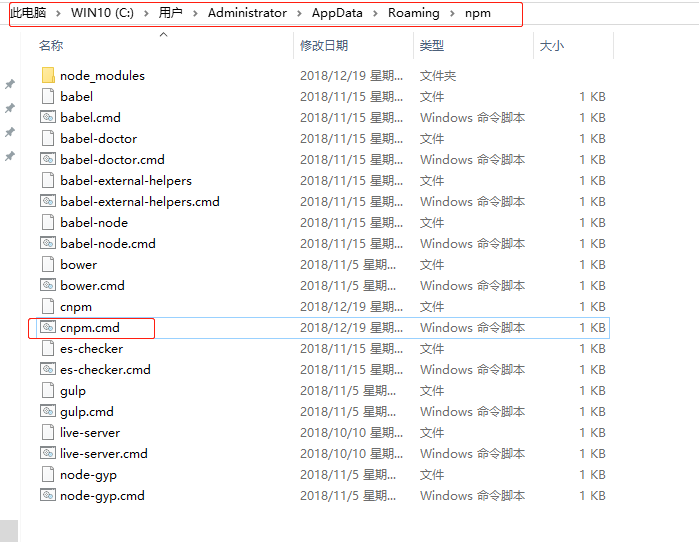 此电脑 > WIN10 (C:) > 用户 > Administrator > AppData > Roaming > npm
名称 修改日期 类型 大小
node_modules 2018/12/19 星期... 文件夹
babel 2018/11/15 星期... 文件 1 KB
babel.cmd 2018/11/15 星期... Windows 命令脚本 1 KB
babel-doctor 2018/11/15 星期... 文件 1 KB
babel-doctor.cmd 2018/11/15 星期... Windows 命令脚本 1 KB
babel-external-helpers 2018/11/15 星期... 文件 1 KB
babel-external-helpers.cmd 2018/11/15 星期... Windows 命令脚本 1 KB
babel-node 2018/11/15 星期... 文件 1 KB
babel-node.cmd 2018/11/15 星期... Windows 命令脚本 1 KB
bower 2018/11/5 星期... 文件 1 KB
bower.cmd 2018/11/5 星期... Windows 命令脚本 1 KB
cnpm 2018/12/19 星期... 文件 1 KB
cnpm.cmd 2018/12/19 星期... Windows 命令脚本 1 KB
es-checker 2018/11/15 星期... 文件 1 KB
es-checker.cmd 2018/11/15 星期... Windows 命令脚本 1 KB
gulp 2018/11/5 星期... 文件 1 KB
gulp.cmd 2018/11/5 星期... Windows 命令脚本 1 KB
live-server 2018/10/10 星期... 文件 1 KB
live-server.cmd 2018/10/10 星期... Windows 命令脚本 1 KB
node-gyp 2018/11/5 星期... 文件 1 KB
node-gyp.cmd 2018/11/5 星期... Windows 命令脚本 1 KB